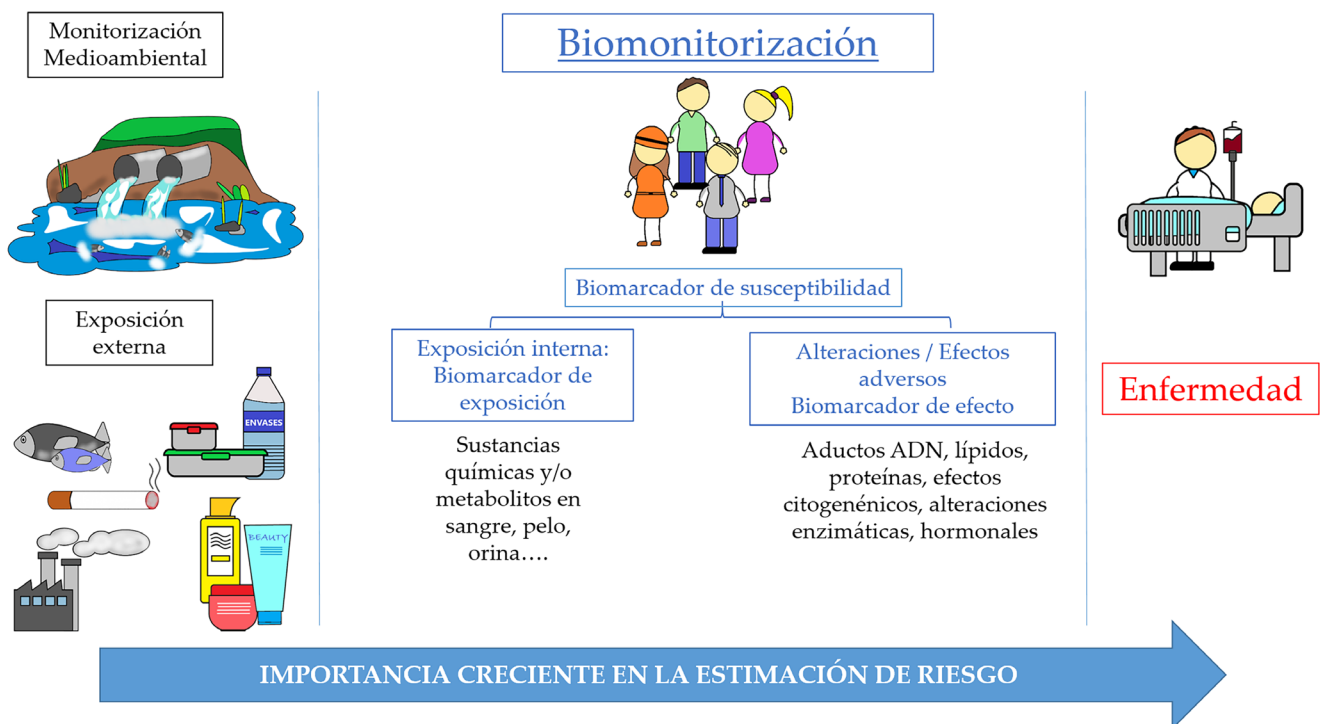 Monitorización
Medioambiental
Exposición
externa
ENVASES
BEAUTY
Biomonitorización
Biomarcador de susceptibilidad
Exposición interna:
Biomarcador de
exposición
Sustancias
químicas y/o
metabolitos en
sangre, pelo,
orina….
Alteraciones / Efectos
adversos
Biomarcador de efecto
Aductos ADN, lípidos,
proteínas, efectos
citogenénicos, alteraciones
enzimáticas, hormonales
Enfermedad
IMPORTANCIA CRECIENTE EN LA ESTIMACIÓN DE RIESGO